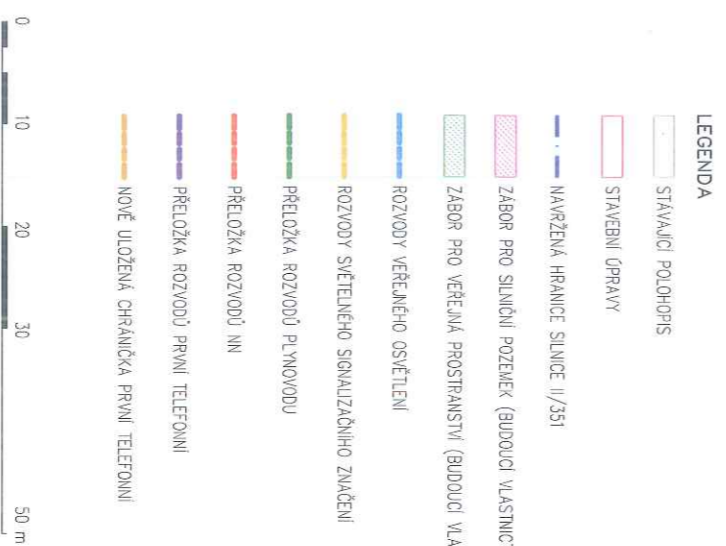 LEGENDA
STÁVAJÍCÍ POLOHOPIS
STAVEBNÍ ÚPRAVY
NAVRŽENÁ HRANICE SILNICE II/351
ZÁBOR PRO SILNIČNÍ POZEMEK (BUDOUCÍ VLASTNIC
ZÁBOR PRO VEŘEJNÁ PROSTRANSTVÍ (BUDOUCÍ VLA
ROZVODY VEŘEJNÉHO OSVĚTLENÍ
ROZVODY SVĚTELNÉHO SIGNALIZAČNÍHO ZNAČENÍ
PŘELOŽKA ROZVODŮ PLYNOVODU
PŘELOŽKA ROZVODŮ NN
PŘELOŽKA ROZVODŮ PRVNÍ TELEFONNÍ
NOVĚ ULOŽENÁ CHRÁNIČKA PRVNÍ TELEFONNÍ
0 10 20 30 50 m